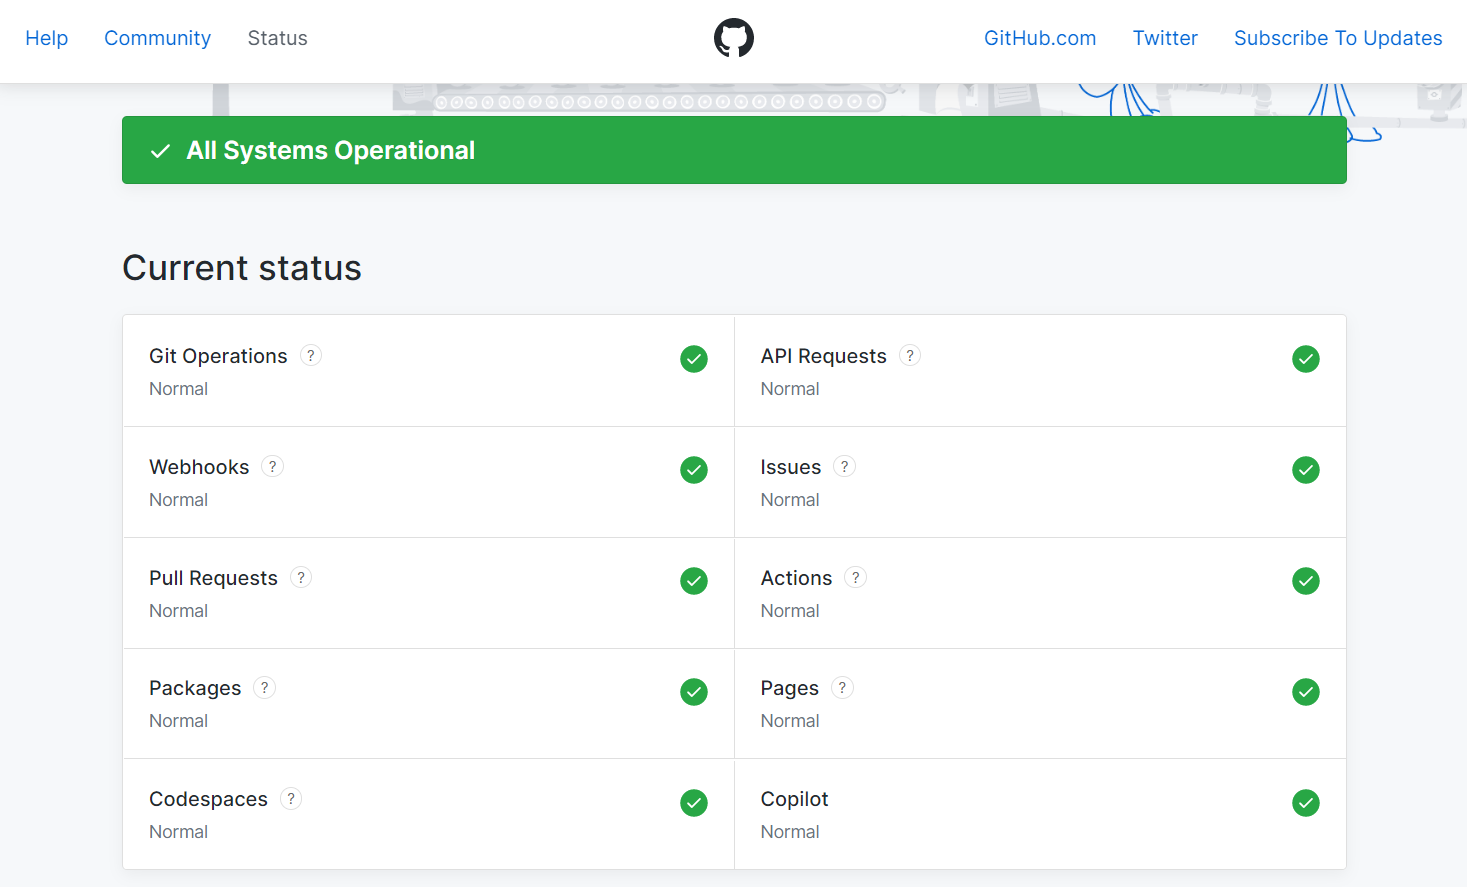 Help Community Status GitHub.com Twitter Subscribe To Updates
All Systems Operational
Current status
Git Operations ?
Normal
API Requests ?
Normal
Webhooks ?
Normal
Issues ?
Normal
Pull Requests ?
Normal
Actions ?
Normal
Packages ?
Normal
Pages ?
Normal
Codespaces ?
Normal
Copilot
Normal